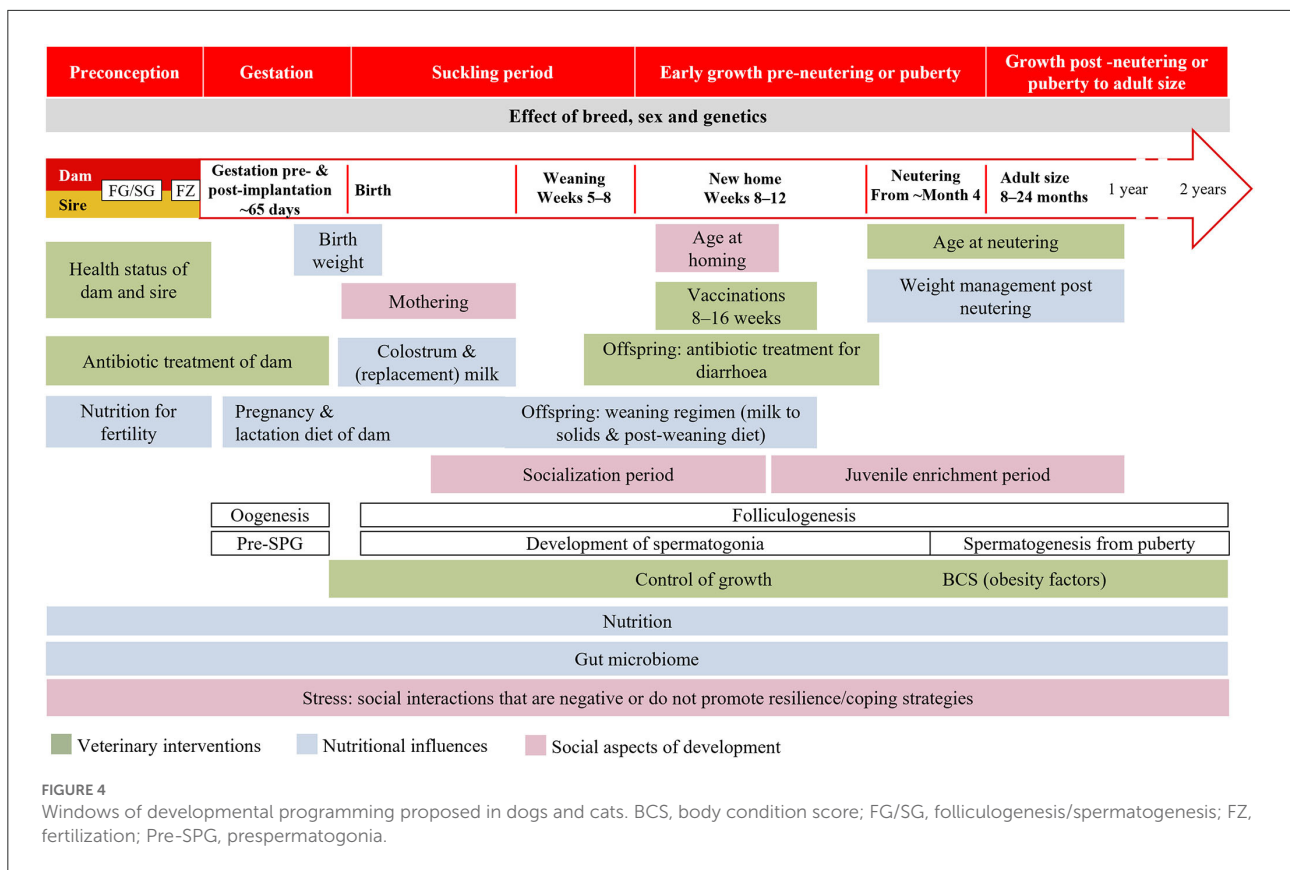 Preconception
Gestation
Suckling period
Early growth pre-neutering or puberty
Growth post -neutering or
puberty to adult size
Effect of breed, sex and genetics
Dam
Sire
FG/SG
FZ
Gestation pre- &
post-implantation
~65 days
Birth
Weaning
Weeks 5–8
New home
Weeks 8–12
Neutering
From ~Month 4
Adult size
8–24 months
1 year
2 years
Health status of
dam and sire
Birth
weight
Age at
homing
Age at neutering
Mothering
Vaccinations
8–16 weeks
Weight management post
neutering
Antibiotic treatment of dam
Colostrum &
(replacement) milk
Offspring: antibiotic treatment for
diarrhoea
Nutrition for
fertility
Pregnancy &
lactation diet of dam
Offspring: weaning regimen (milk to
solids & post-weaning diet)
Socialization period
Juvenile enrichment period
Oogenesis
Folliculogenesis
Pre-SPG
Development of spermatogonia
Spermatogenesis from puberty
Control of growth
BCS (obesity factors)
Nutrition
Gut microbiome
Stress: social interactions that are negative or do not promote resilience/coping strategies
Veterinary interventions
Nutritional influences
Social aspects of development
FIGURE 4
Windows of developmental programming proposed in dogs and cats. BCS, body condition score; FG/SG, folliculogenesis/spermatogenesis; FZ,
fertilization; Pre-SPG, prespermatogonia.